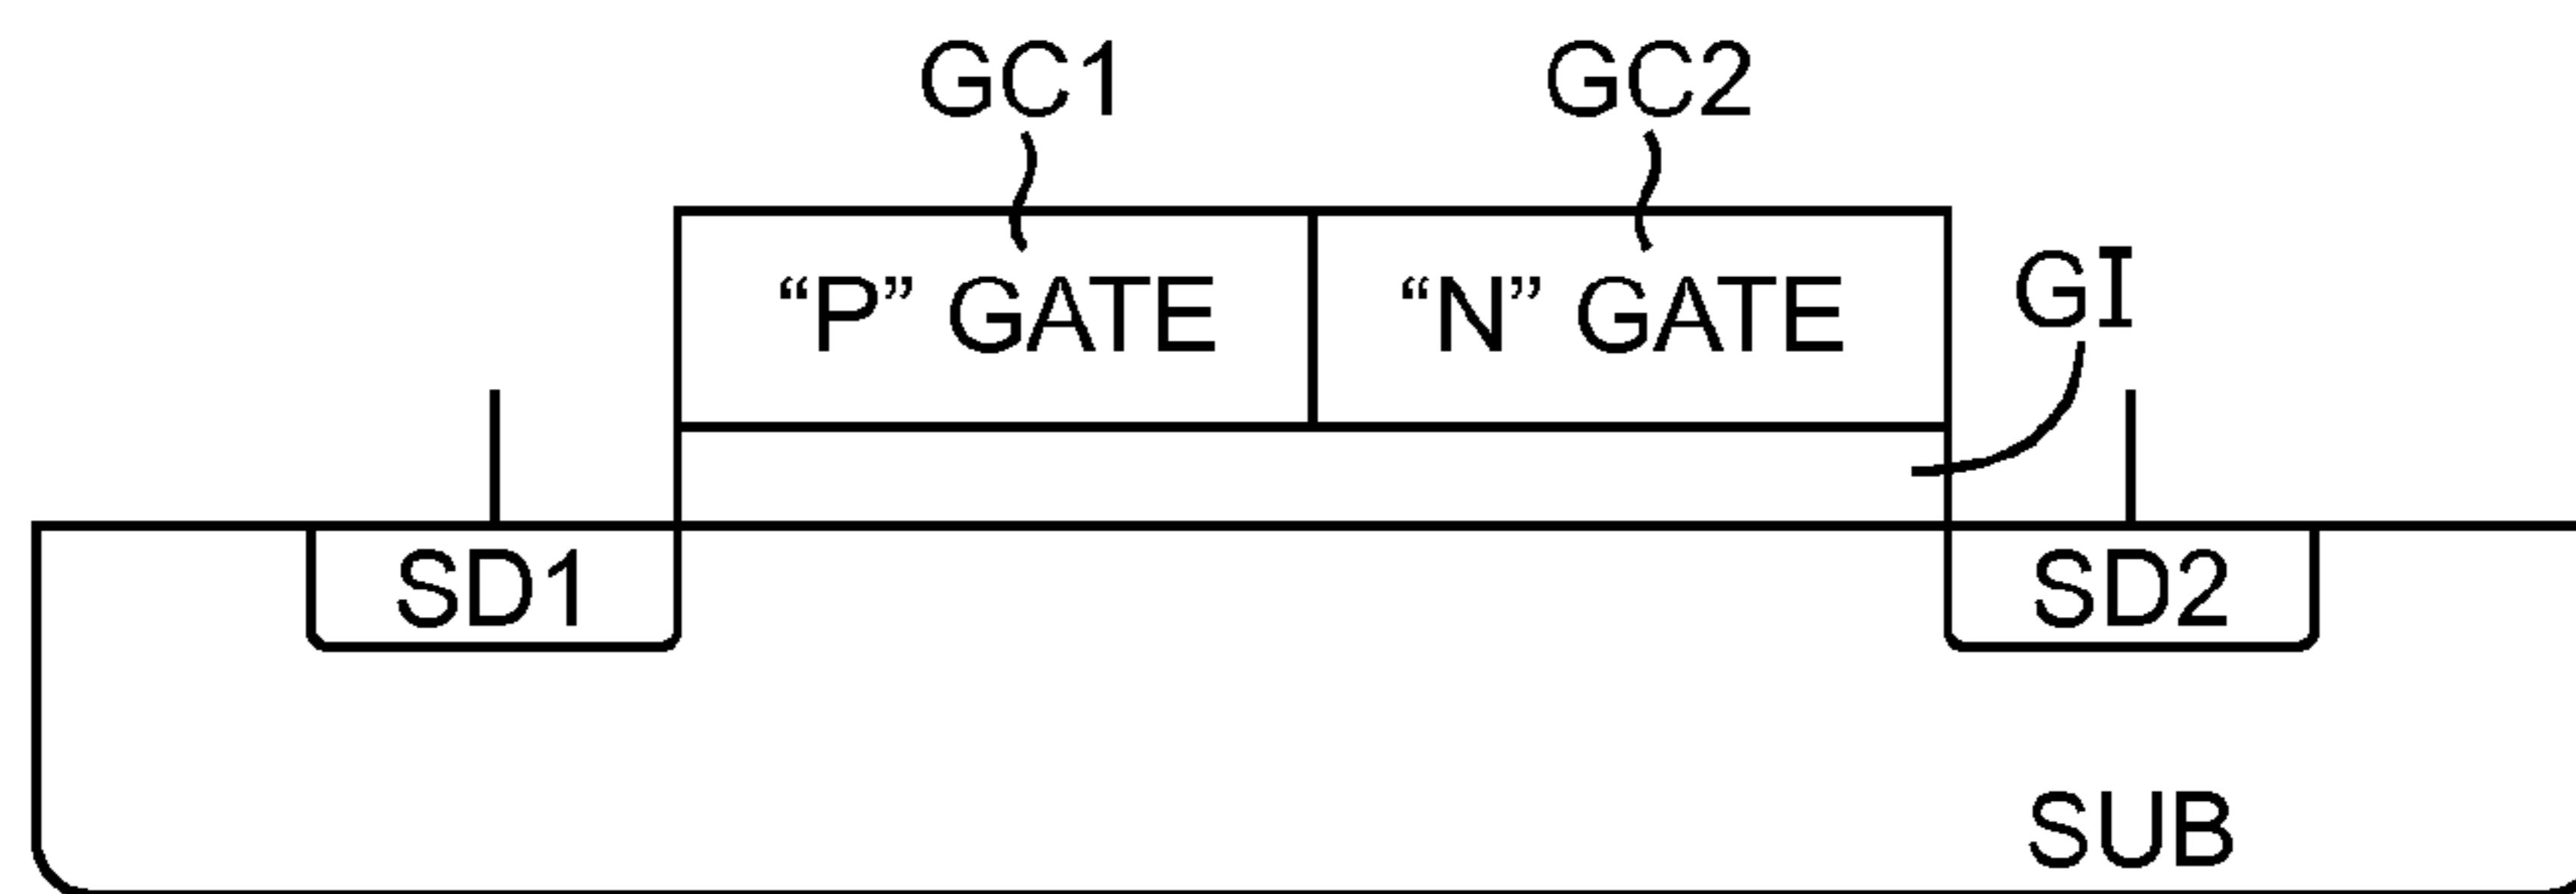 GC1 GC2
“P” GATE “N” GATE GI
SD1 SD2
SUB